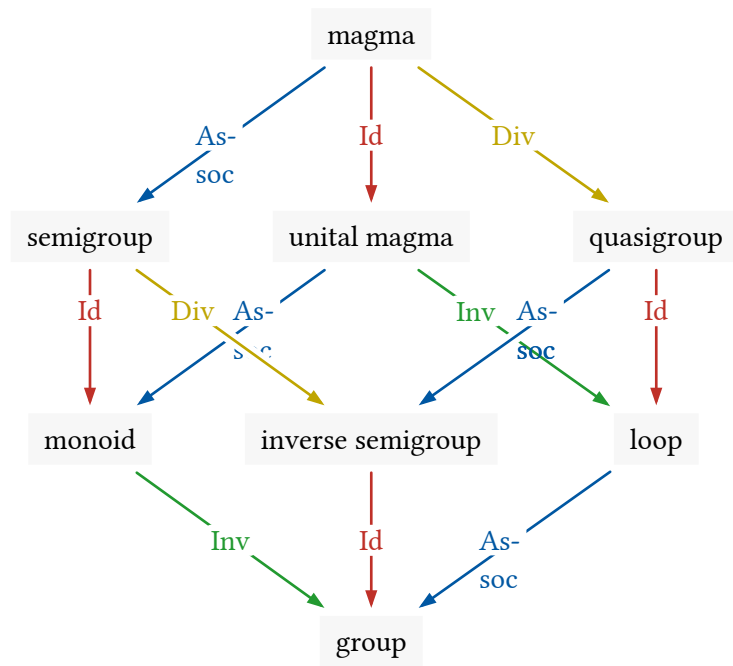 magma
As-
soc
Id
Div
semigroup
unital magma
quasigroup
Id
Div
As-
soc
Inv
As-
soc
Id
monoid
inverse semigroup
loop
Inv
Id
As-
soc
group